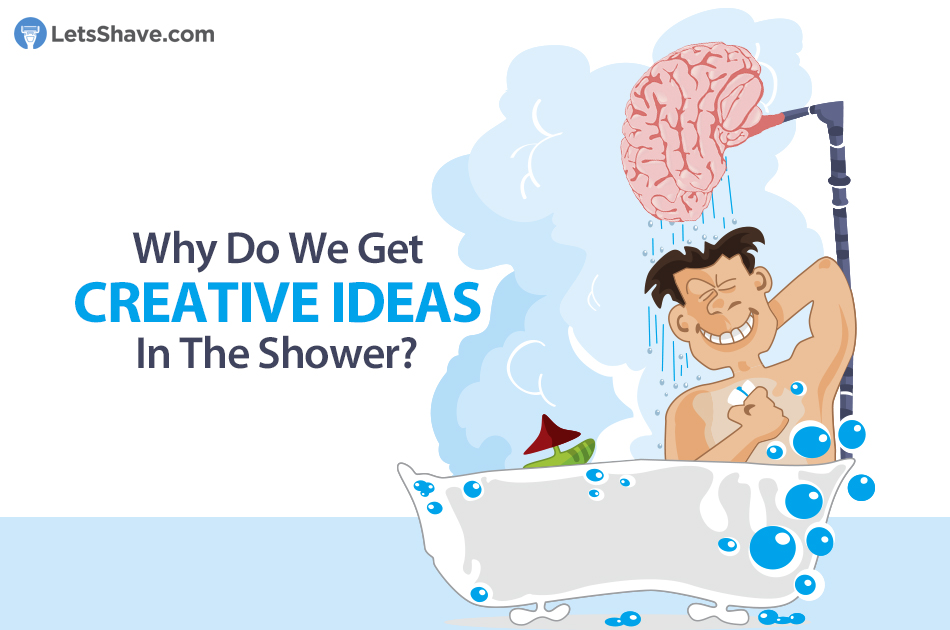 LetsShave.com
Why Do We Get
CREATIVE IDEAS
In The Shower?